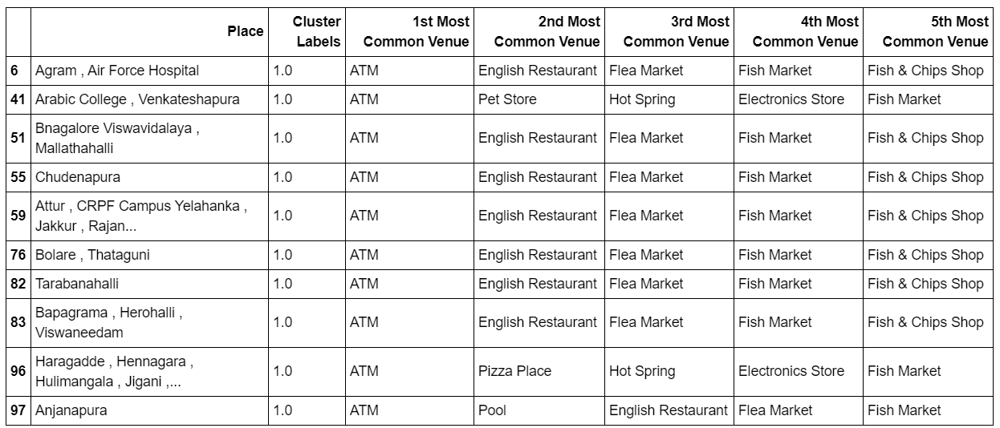 Place Cluster Labels 1st Most Common Venue 2nd Most Common Venue 3rd Most Common Venue 4th Most Common Venue 5th Most Common Venue
6 Agram , Air Force Hospital 1.0 ATM English Restaurant Flea Market Fish Market Fish & Chips Shop
41 Arabic College , Venkateshapura 1.0 ATM Pet Store Hot Spring Electronics Store Fish Market
51 Bnagalore Viswavidalaya , Mallathahalli 1.0 ATM English Restaurant Flea Market Fish Market Fish & Chips Shop
55 Chudenapura 1.0 ATM English Restaurant Flea Market Fish Market Fish & Chips Shop
59 Attur , CRPF Campus Yelahanka , Jakkur , Rajan... 1.0 ATM English Restaurant Flea Market Fish Market Fish & Chips Shop
76 Bolare , Thataguni 1.0 ATM English Restaurant Flea Market Fish Market Fish & Chips Shop
82 Tarabanahalli 1.0 ATM English Restaurant Flea Market Fish Market Fish & Chips Shop
83 Bapagrama , Herohalli , Viswaneedam 1.0 ATM English Restaurant Flea Market Fish Market Fish & Chips Shop
96 Haragadde , Hennagara , Hulimangala , Jigani ,... 1.0 ATM Pizza Place Hot Spring Electronics Store Fish Market
97 Anjanapura 1.0 ATM Pool English Restaurant Flea Market Fish Market